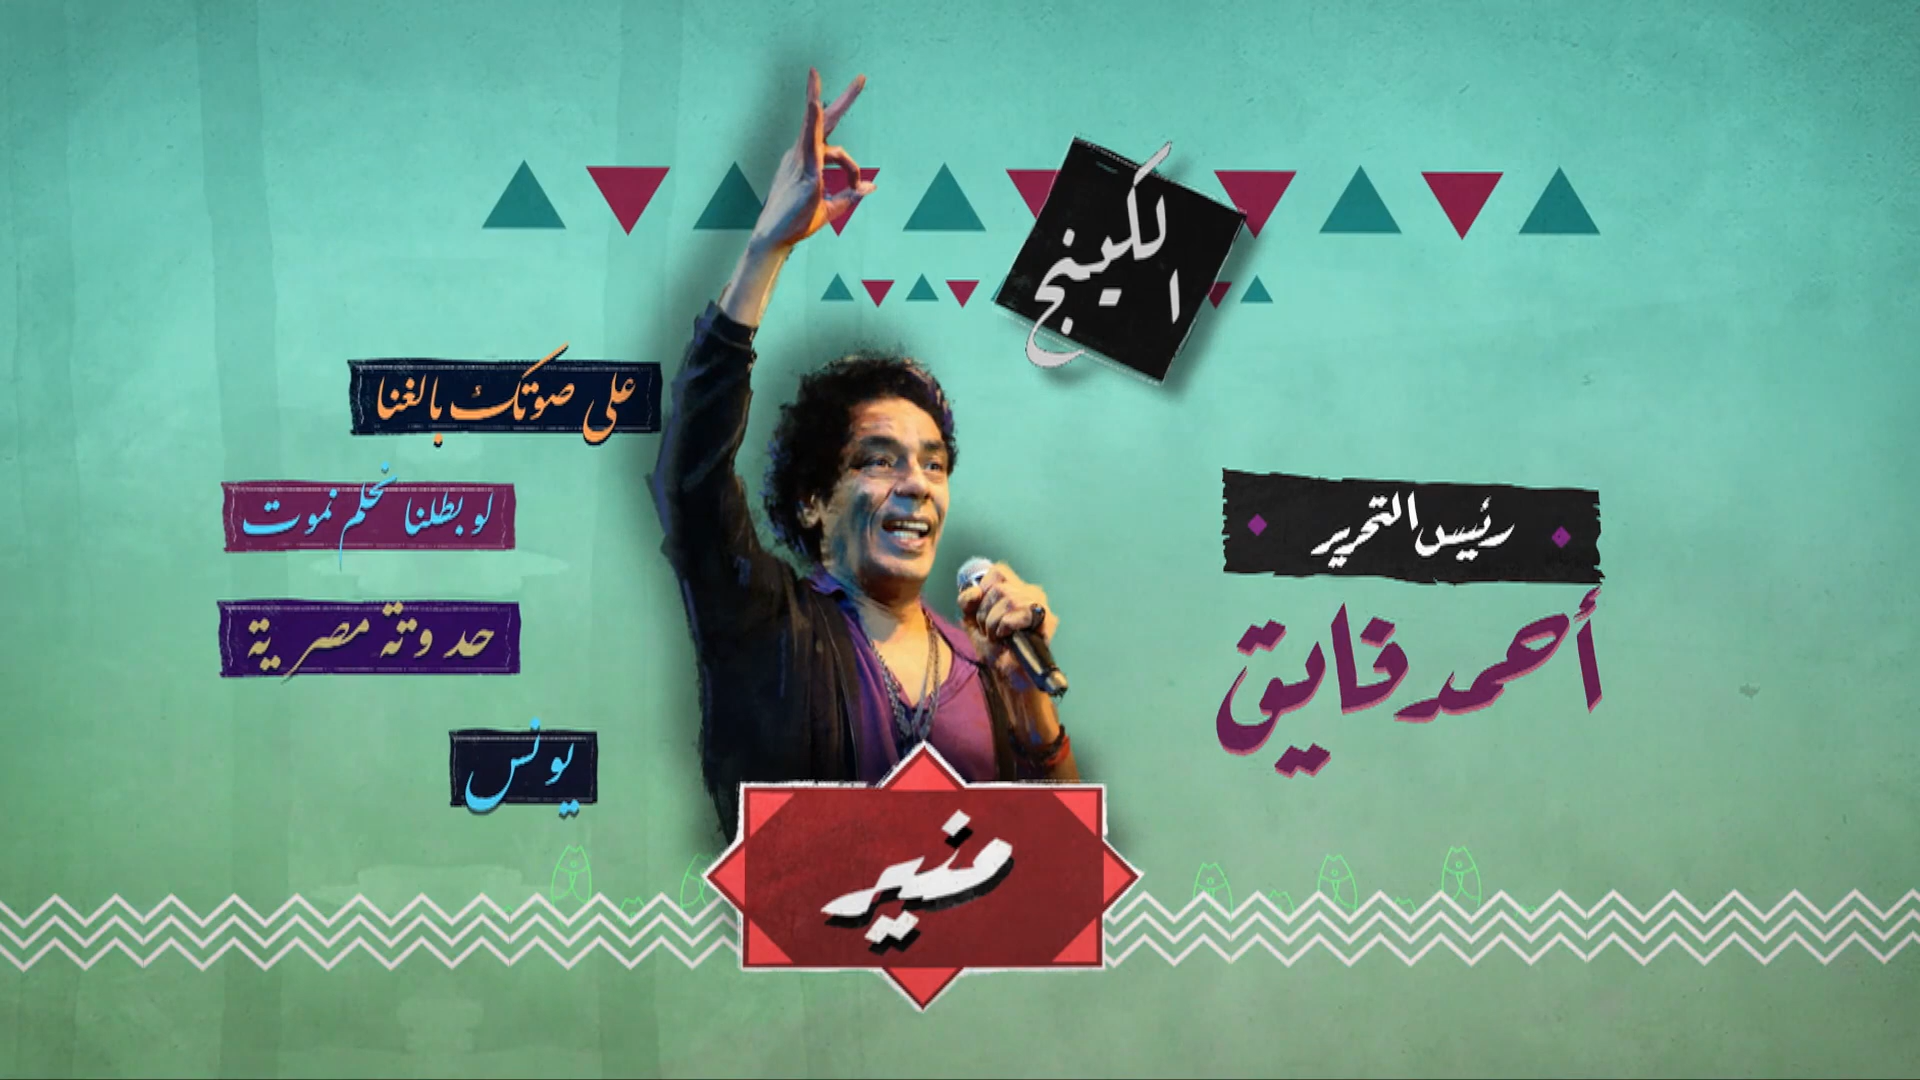 الكينج
رئيس التحرير
أحمد فايق
على صوتك بالغنا
لو بطلنا نحلم نموت
حدوتة مصرية
يونس
منير